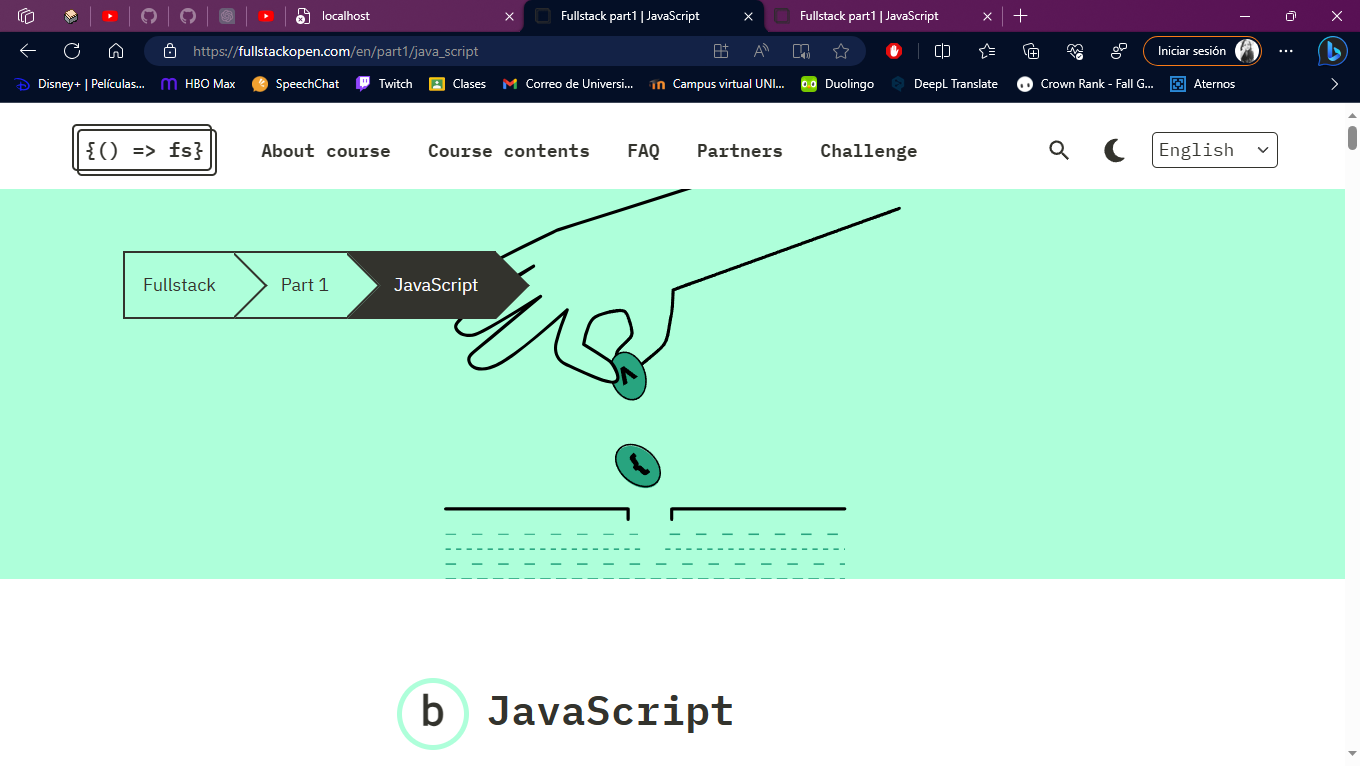 localhost
Fullstack part1 | JavaScript
Fullstack part1 | JavaScript
https://fullstackopen.com/en/part1/java_script
Iniciar sesión
Disney+ | Películas...
HBO Max
SpeechChat
Twitch
Clases
Correo de Universi...
Campus virtual UNI...
Duolingo
DeepL Translate
Crown Rank - Fall G...
Aternos
{() => fs}
About course
Course contents
FAQ
Partners
Challenge
English
Fullstack
Part 1
JavaScript
b
JavaScript